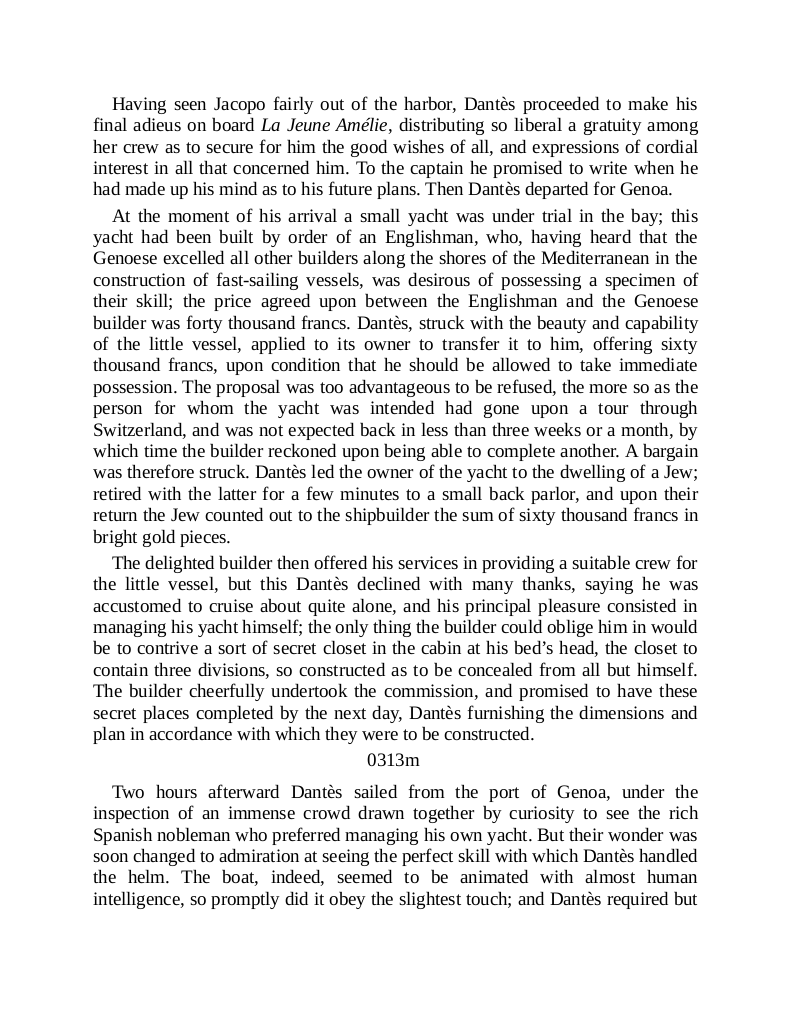 Having seen Jacopo fairly out of the harbor, Dantès proceeded to make his
final adieus on board La Jeune Amélie, distributing so liberal a gratuity among
her crew as to secure for him the good wishes of all, and expressions of cordial
interest in all that concerned him. To the captain he promised to write when he
had made up his mind as to his future plans. Then Dantès departed for Genoa.
At the moment of his arrival a small yacht was under trial in the bay; this
yacht had been built by order of an Englishman, who, having heard that the
Genoese excelled all other builders along the shores of the Mediterranean in the
construction of fast-sailing vessels, was desirous of possessing a specimen of
their skill; the price agreed upon between the Englishman and the Genoese
builder was forty thousand francs. Dantès, struck with the beauty and capability
of the little vessel, applied to its owner to transfer it to him, offering sixty
thousand francs, upon condition that he should be allowed to take immediate
possession. The proposal was too advantageous to be refused, the more so as the
person for whom the yacht was intended had gone upon a tour through
Switzerland, and was not expected back in less than three weeks or a month, by
which time the builder reckoned upon being able to complete another. A bargain
was therefore struck. Dantès led the owner of the yacht to the dwelling of a Jew;
retired with the latter for a few minutes to a small back parlor, and upon their
return the Jew counted out to the shipbuilder the sum of sixty thousand francs in
bright gold pieces.
The delighted builder then offered his services in providing a suitable crew for
the little vessel, but this Dantès declined with many thanks, saying he was
accustomed to cruise about quite alone, and his principal pleasure consisted in
managing his yacht himself; the only thing the builder could oblige him in would
be to contrive a sort of secret closet in the cabin at his bed’s head, the closet to
contain three divisions, so constructed as to be concealed from all but himself.
The builder cheerfully undertook the commission, and promised to have these
secret places completed by the next day, Dantès furnishing the dimensions and
plan in accordance with which they were to be constructed.
0313m
Two hours afterward Dantès sailed from the port of Genoa, under the
inspection of an immense crowd drawn together by curiosity to see the rich
Spanish nobleman who preferred managing his own yacht. But their wonder was
soon changed to admiration at seeing the perfect skill with which Dantès handled
the helm. The boat, indeed, seemed to be animated with almost human
intelligence, so promptly did it obey the slightest touch; and Dantès required but